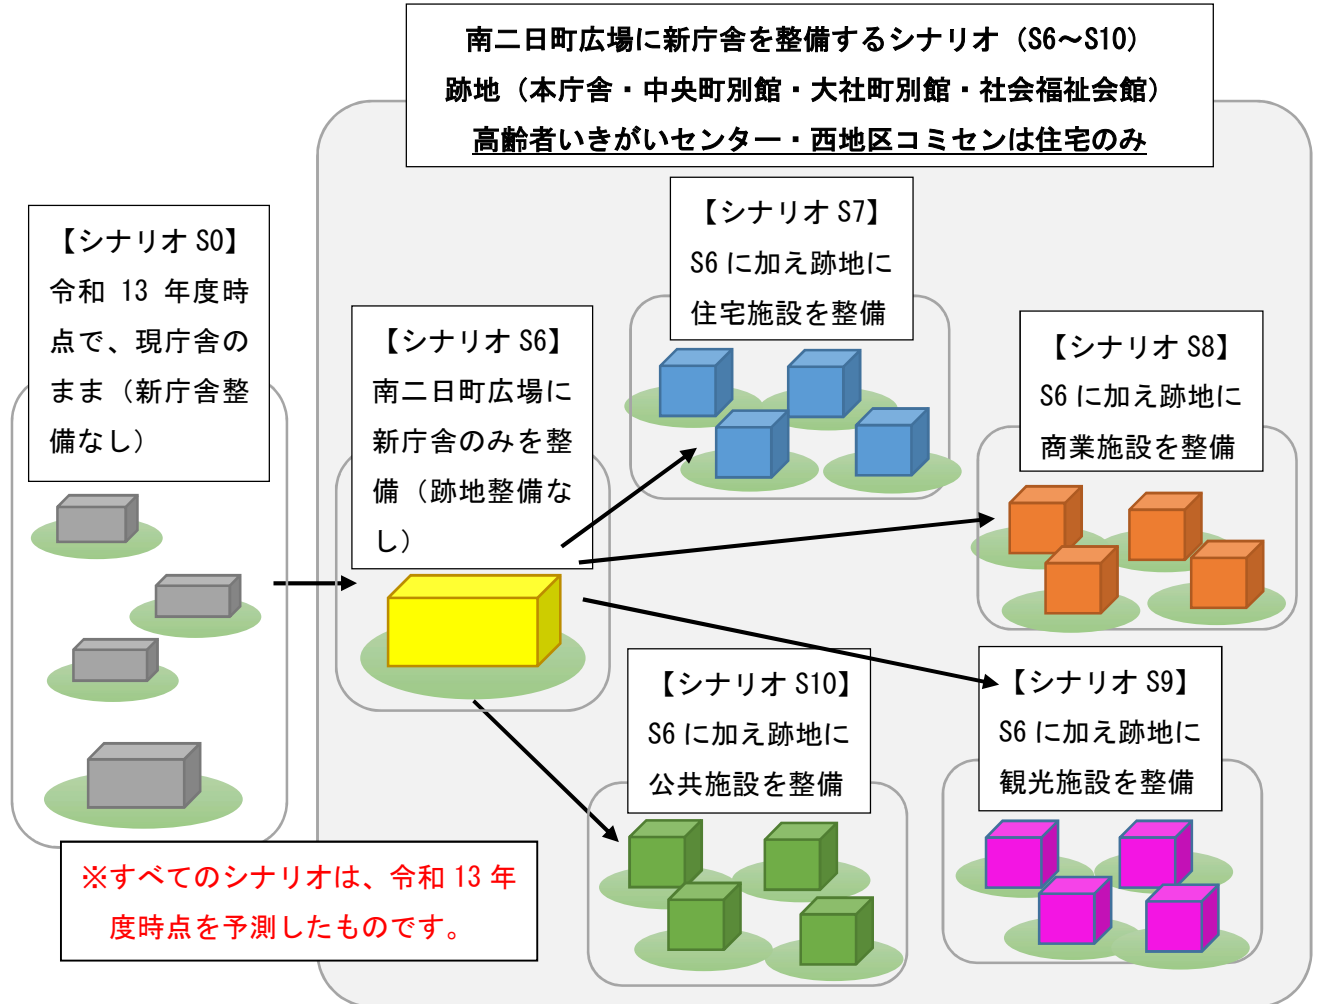 南二日町広場に新庁舎を整備するシナリオ（S6～S10）
跡地（本庁舎・中央町別館・大社町別館・社会福祉会館）
高齢者いきがいセンター・西地区コミセンは住宅のみ
【シナリオ S0】
令和 13 年度時
点で、現庁舎の
まま（新庁舎整
備なし）
【シナリオ S6】
南二日町広場に
新庁舎のみを整
備（跡地整備な
し）
【シナリオ S7】
S6 に加え跡地に
住宅施設を整備
【シナリオ S8】
S6 に加え跡地に
商業施設を整備
【シナリオ S10】
S6 に加え跡地に
公共施設を整備
【シナリオ S9】
S6 に加え跡地に
観光施設を整備
※すべてのシナリオは、令和 13 年
度時点を予測したものです。